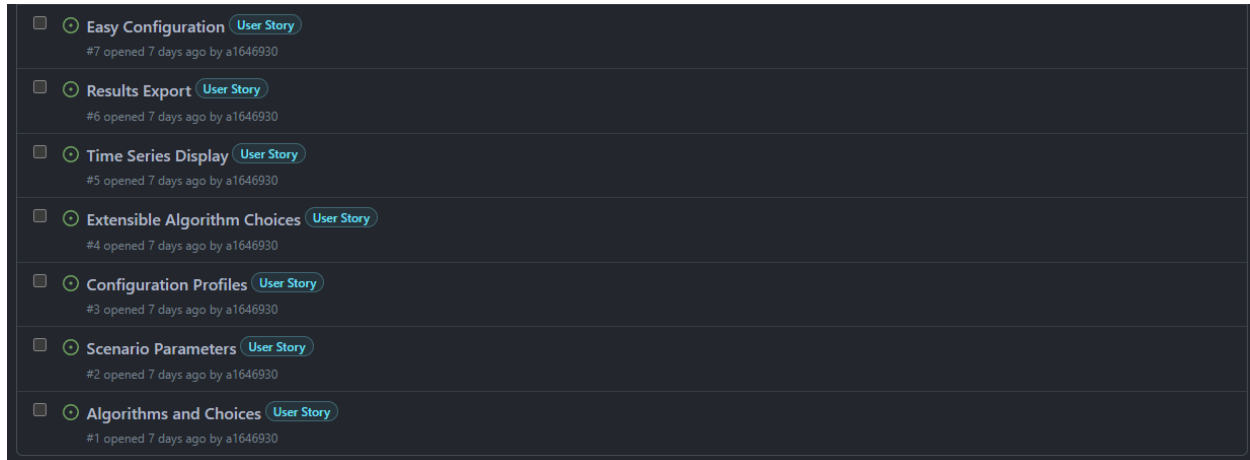 Easy Configuration User Story
#7 opened 7 days ago by a1646930
Results Export User Story
#6 opened 7 days ago by a1646930
Time Series Display User Story
#5 opened 7 days ago by a1646930
Extensible Algorithm Choices User Story
#4 opened 7 days ago by a1646930
Configuration Profiles User Story
#3 opened 7 days ago by a1646930
Scenario Parameters User Story
#2 opened 7 days ago by a1646930
Algorithms and Choices User Story
#1 opened 7 days ago by a1646930